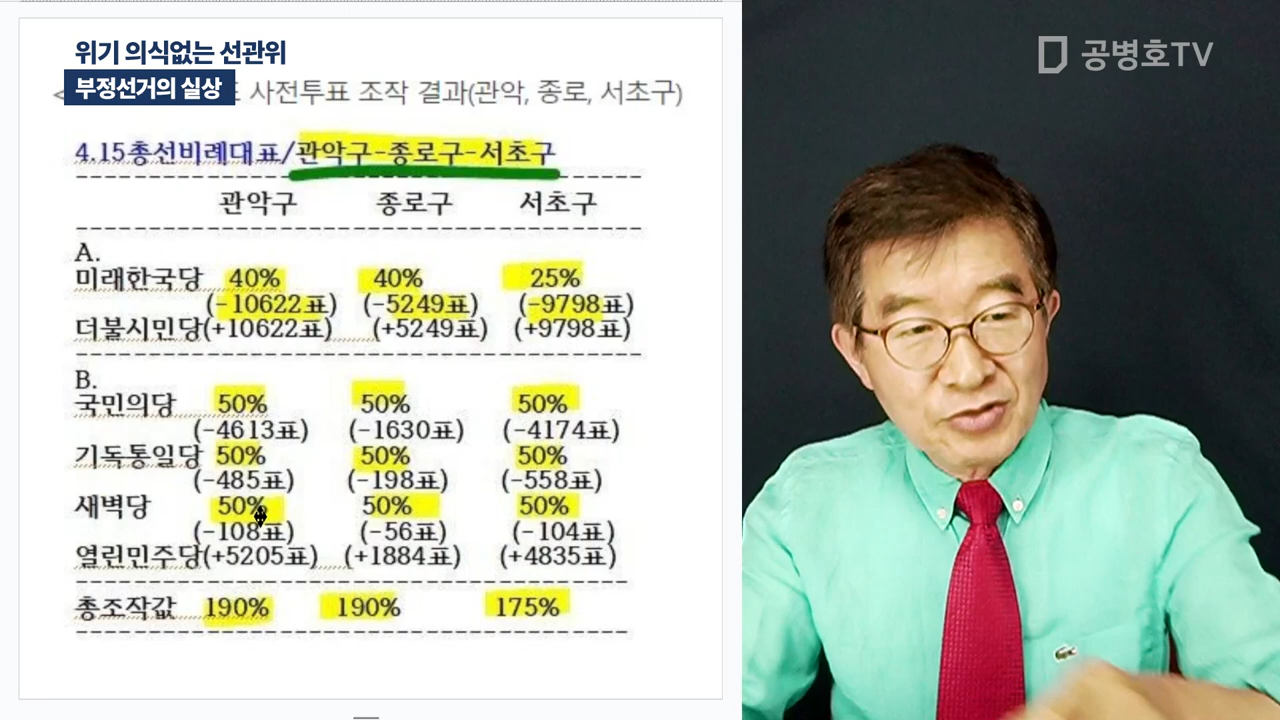 위기 의식없는 선관위
부정선거의 실상
사전투표 조작 결과(관악, 종로, 서초구)
공병호TV
4.15총선비례대표/관악구-종로구-서초구
관악구 종로구 서초구
A.
미래한국당 40% 40% 25%
(-10622표) (-5249표) (-9798표)
더불시민당(+10622표) (+5249표) (+9798표)
B.
국민의당 50% 50% 50%
(-4613표) (-1630표) (-4174표)
기독통일당 50% 50% 50%
(-485표) (-198표) (-558표)
새벽당 50% 50% 50%
(-108표) (-56표) (-104표)
열린민주당(+5205표) (+1884표) (+4835표)
총조작값 190% 190% 175%